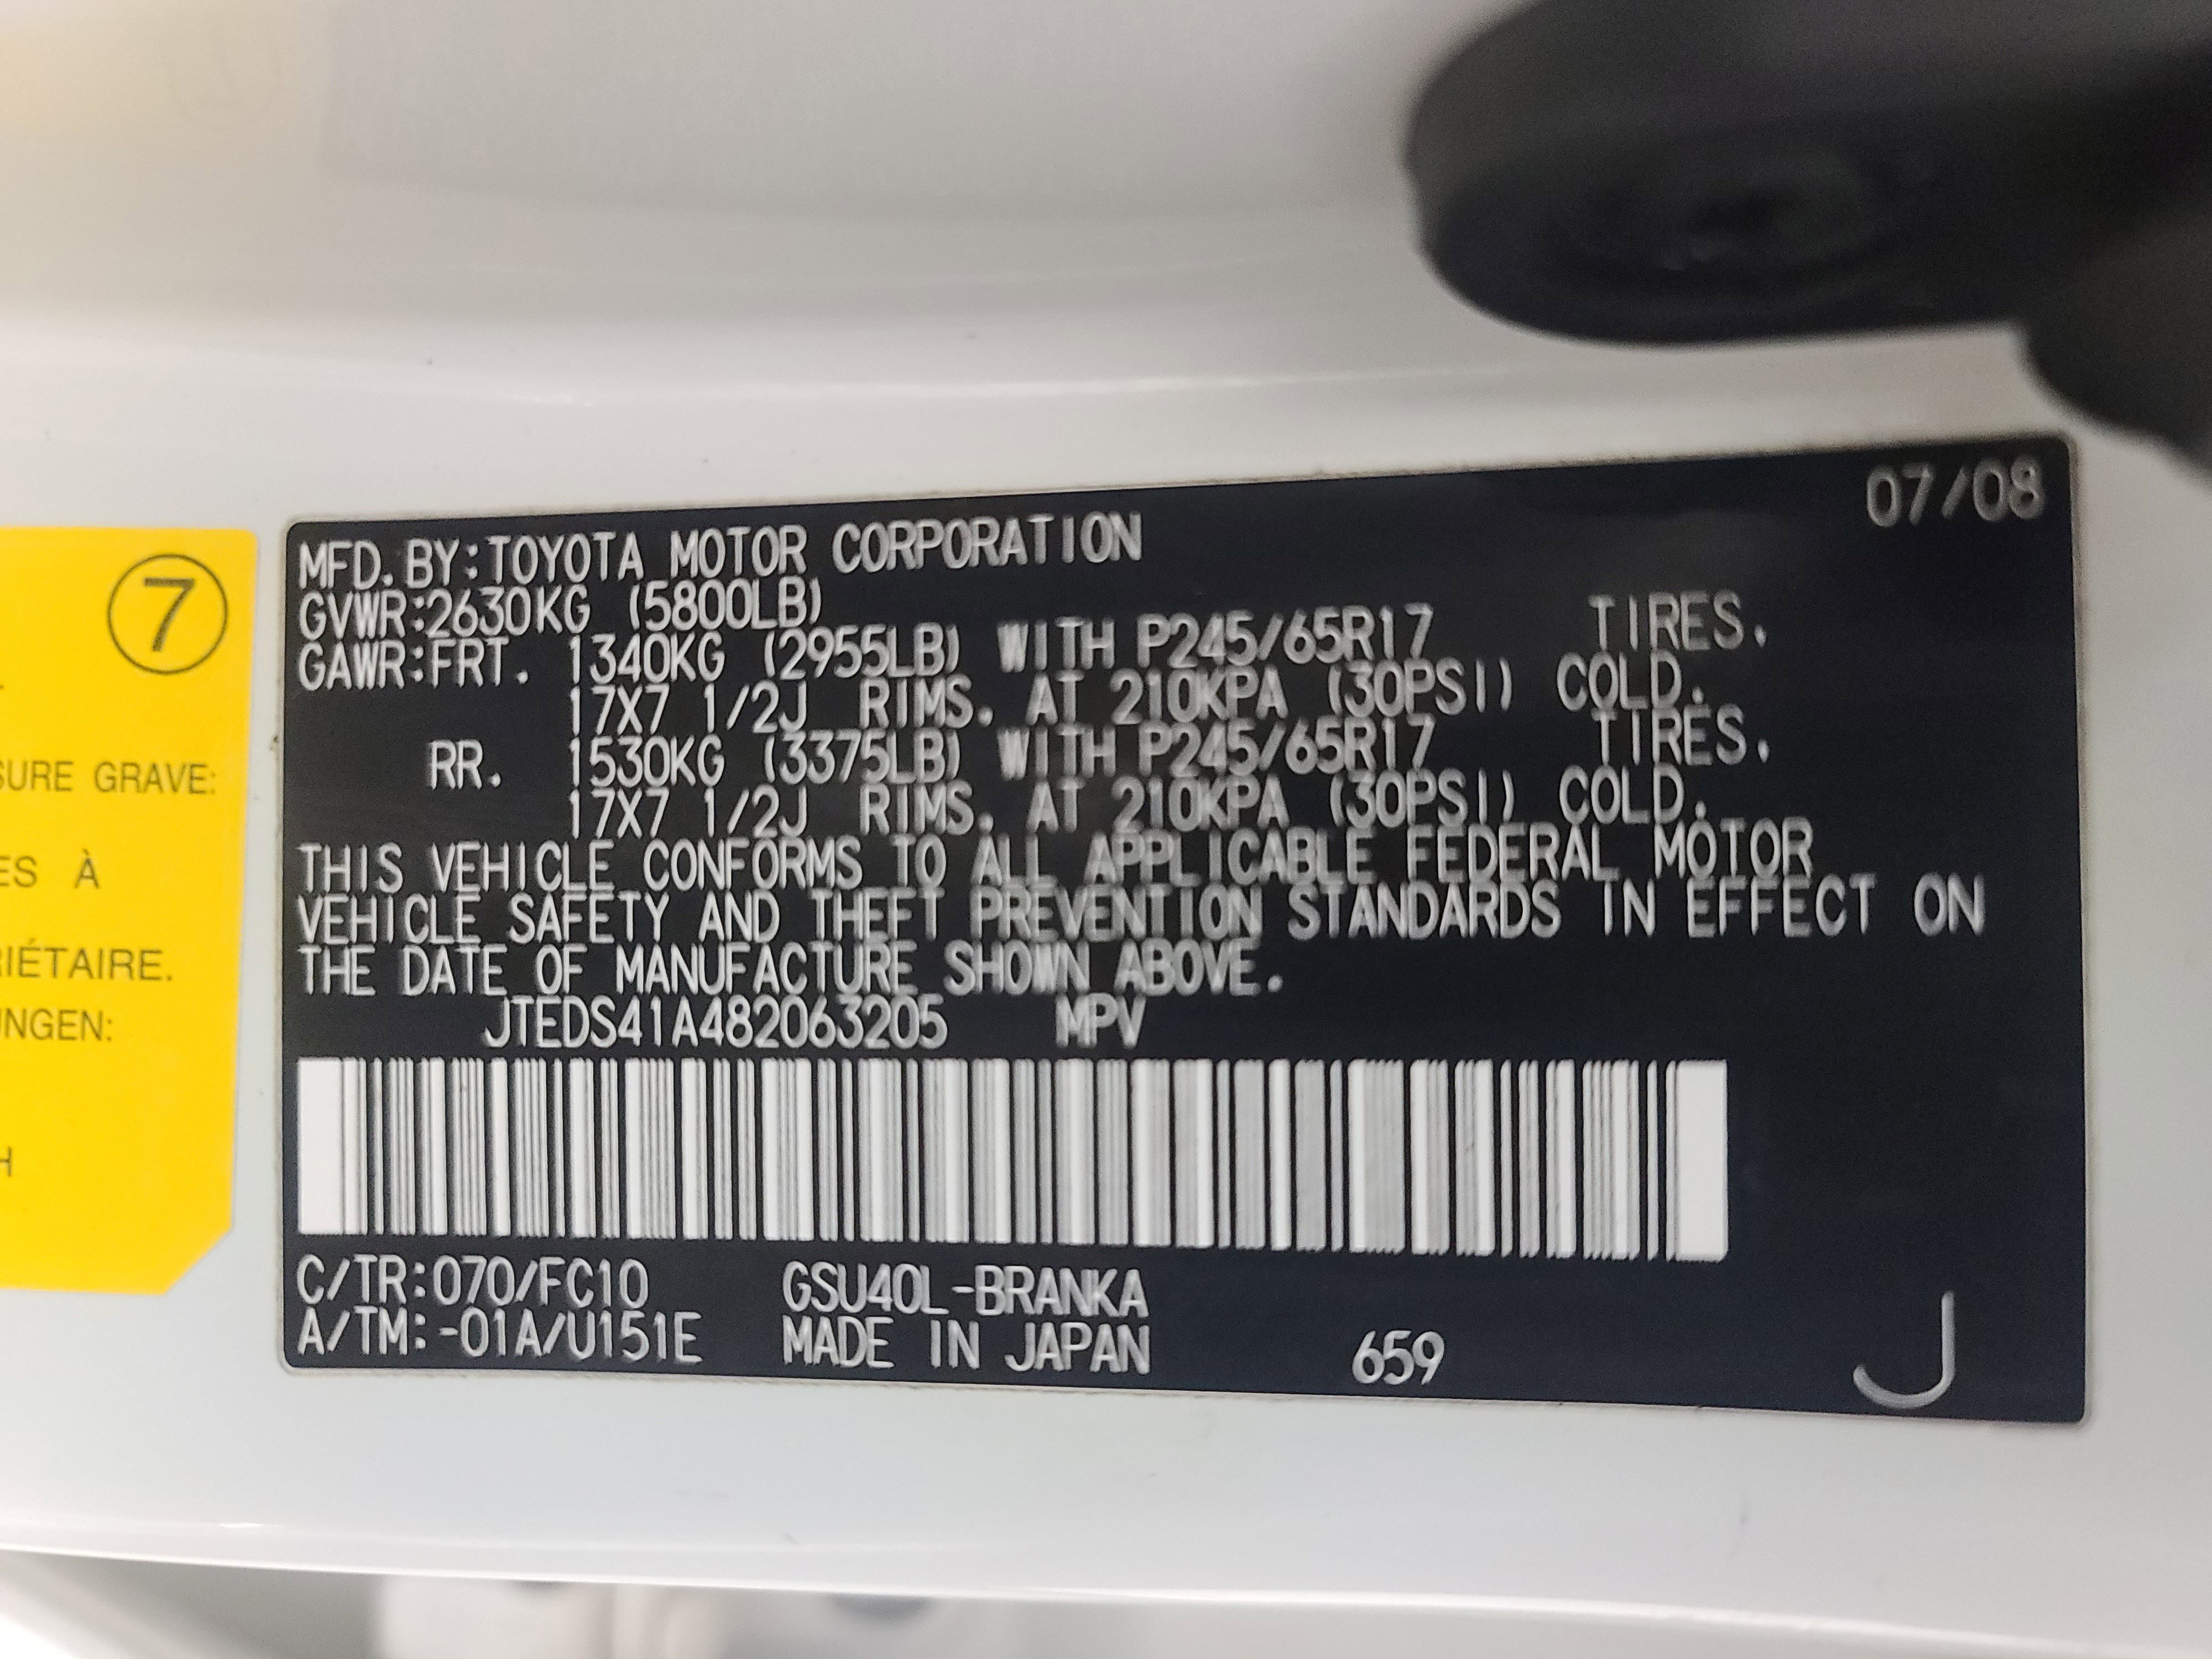 07/08
MFD. BY:TOYOTA MOTOR CORPORATION
GVWR:2630KG (5800LB)
GAWR:FRT. 1340KG (2955LB) WITH P245/65R17 TIRES.
17X7 1/2J RIMS. AT 210KPA (30PSI) COLD.
RR. 1530KG (3375LB) WITH P245/65R17 TIRES.
17X7 1/2J RIMS. AT 210KPA (30PSI) COLD.
THIS VEHICLE CONFORMS TO ALL APPLICABLE FEDERAL MOTOR
VEHICLE SAFETY AND THEFT PREVENTION STANDARDS IN EFFECT ON
THE DATE OF MANUFACTURE SHOWN ABOVE.
JTEDS41A482063205 MPV
C/TR:070/FC10 GSU40L-BRANKA
A/TM:-01A/U151E MADE IN JAPAN 659
J
7
SURE GRAVE:
ES À
RIÉTAIRE.
UNGEN:
H